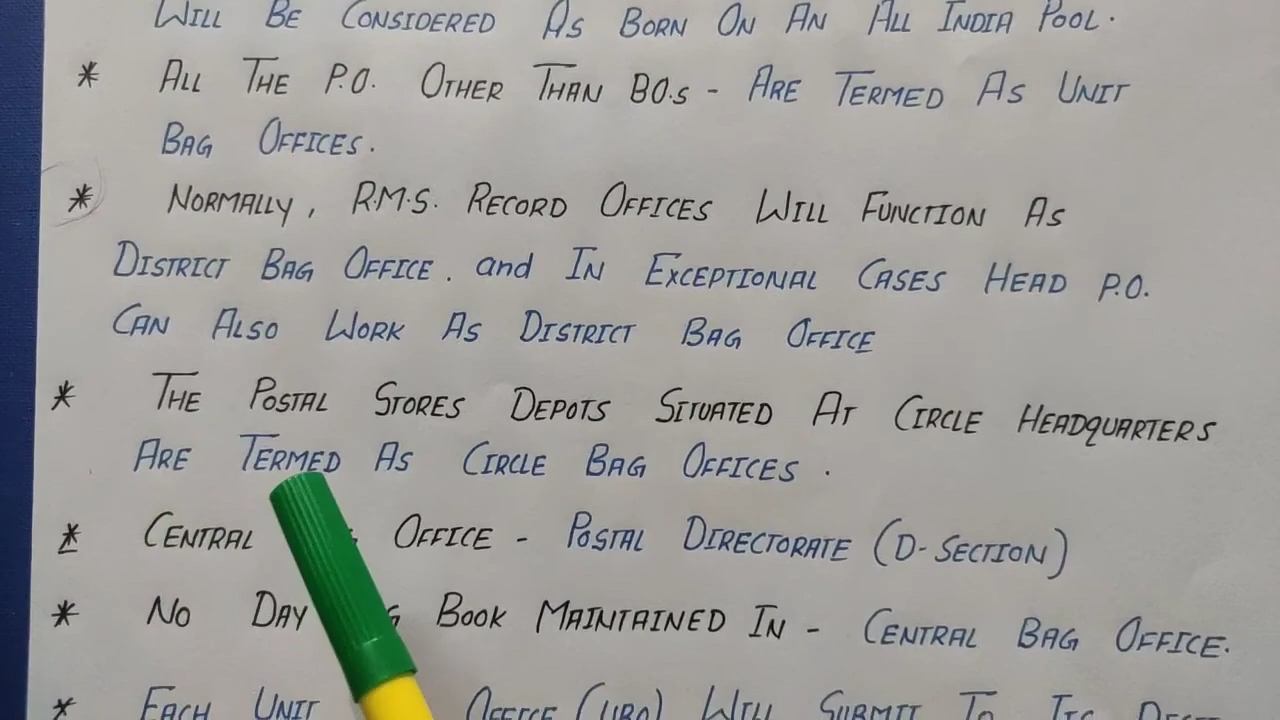 WILL BE CONSIDERED AS BORN ON AN ALL INDIA POOL.
* ALL THE P.O. OTHER THAN BO.s - ARE TERMED AS UNIT
BAG OFFICES.
* NORMALLY, R.M.S. RECORD OFFICES WILL FUNCTION AS
DISTRICT BAG OFFICE. and IN EXCEPTIONAL CASES HEAD P.O.
CAN ALSO WORK AS DISTRICT BAG OFFICE
* THE POSTAL STORES DEPOTS SITUATED AT CIRCLE HEADQUARTERS
ARE TERMED AS CIRCLE BAG OFFICES.
* CENTRAL OFFICE - POSTAL DIRECTORATE (D-SECTION)
* NO DAY BOOK MAINTAINED IN - CENTRAL BAG OFFICE.
* EACH UNIT OFFICE (UBO) WILL SUBMIT TO ITS